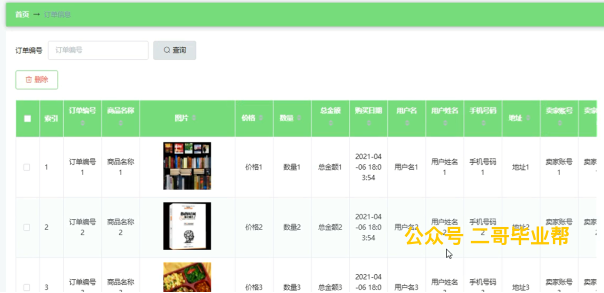 首页 订单信息
订单编号 订单编号 查询
删除
索引 订单编号 商品名称 图片 价格 数量 总金额 购买日期 用户名 用户姓名 手机号码 地址 卖家账号 卖家姓
1 订单编号1 商品名称1 价格1 数量1 总金额1 2021-04-06 18:03:54 用户名1 用户姓名1 手机号码1 地址1 卖家账号1
2 订单编号2 商品名称2 价格2 数量2 总金额2 2021-04-06 18:03:54 用户名2 用户姓名2 手机号码2 地址2 卖家账号2
公众号 二哥毕业帮
3 订单编号 商品名称 价格3 数量3 总金额3 2021-04-06 18:0 用户名3 用户姓名 手机号码 地址3 卖家账号